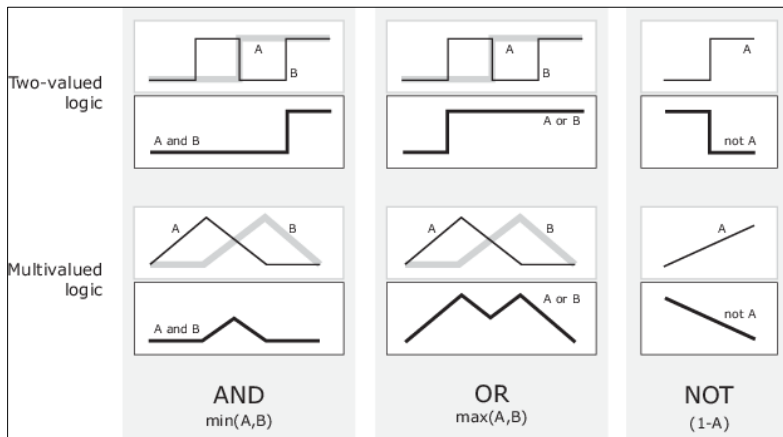 A
B
A
B
A
Two-valued
logic
A and B
A or B
not A
A
B
A
B
A
Multivalued
logic
A and B
A or B
not A
AND
OR
NOT
min(A,B)
max(A,B)
(1-A)